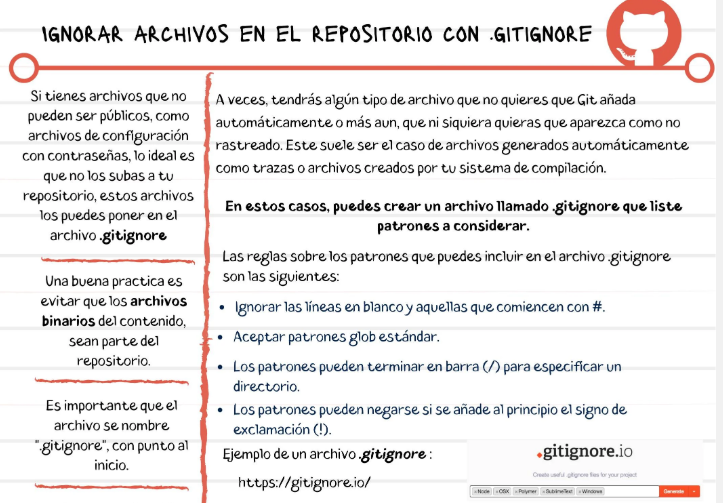 IGNORAR ARCHIVOS EN EL REPOSITORIO CON .GITIGNORE
Si tienes archivos que no
pueden ser públicos, como
archivos de configuración
con contraseñas, lo ideal es
que no los subas a tu
repositorio, estos archivos
los puedes poner en el
archivo .gitignore
Una buena practica es
evitar que los archivos
binarios del contenido,
sean parte del
repositorio.
Es importante que el
archivo se nombre
".gitignore", con punto al
inicio.
A veces, tendrás algún tipo de archivo que no quieres que Git añada
automáticamente o más aun, que ni siquiera quieras que aparezca como no
rastreado. Este suele ser el caso de archivos generados automáticamente
como trazas o archivos creados por tu sistema de compilación.
En estos casos, puedes crear un archivo llamado .gitignore que liste
patrones a considerar.
Las reglas sobre los patrones que puedes incluir en el archivo .gitignore
son las siguientes:
• Ignorar las líneas en blanco y aquellas que comiencen con #.
• Aceptar patrones glob estándar.
• Los patrones pueden terminar en barra (/) para especificar un
directorio.
• Los patrones pueden negarse si se añade al principio el signo de
exclamación (!).
Ejemplo de un archivo .gitignore :
https://gitignore.io/
.gitignore.io
Create useful .gitignore files for your project
×Node ×OSX ×Polymer ×SublimeText ×Windows
Generate